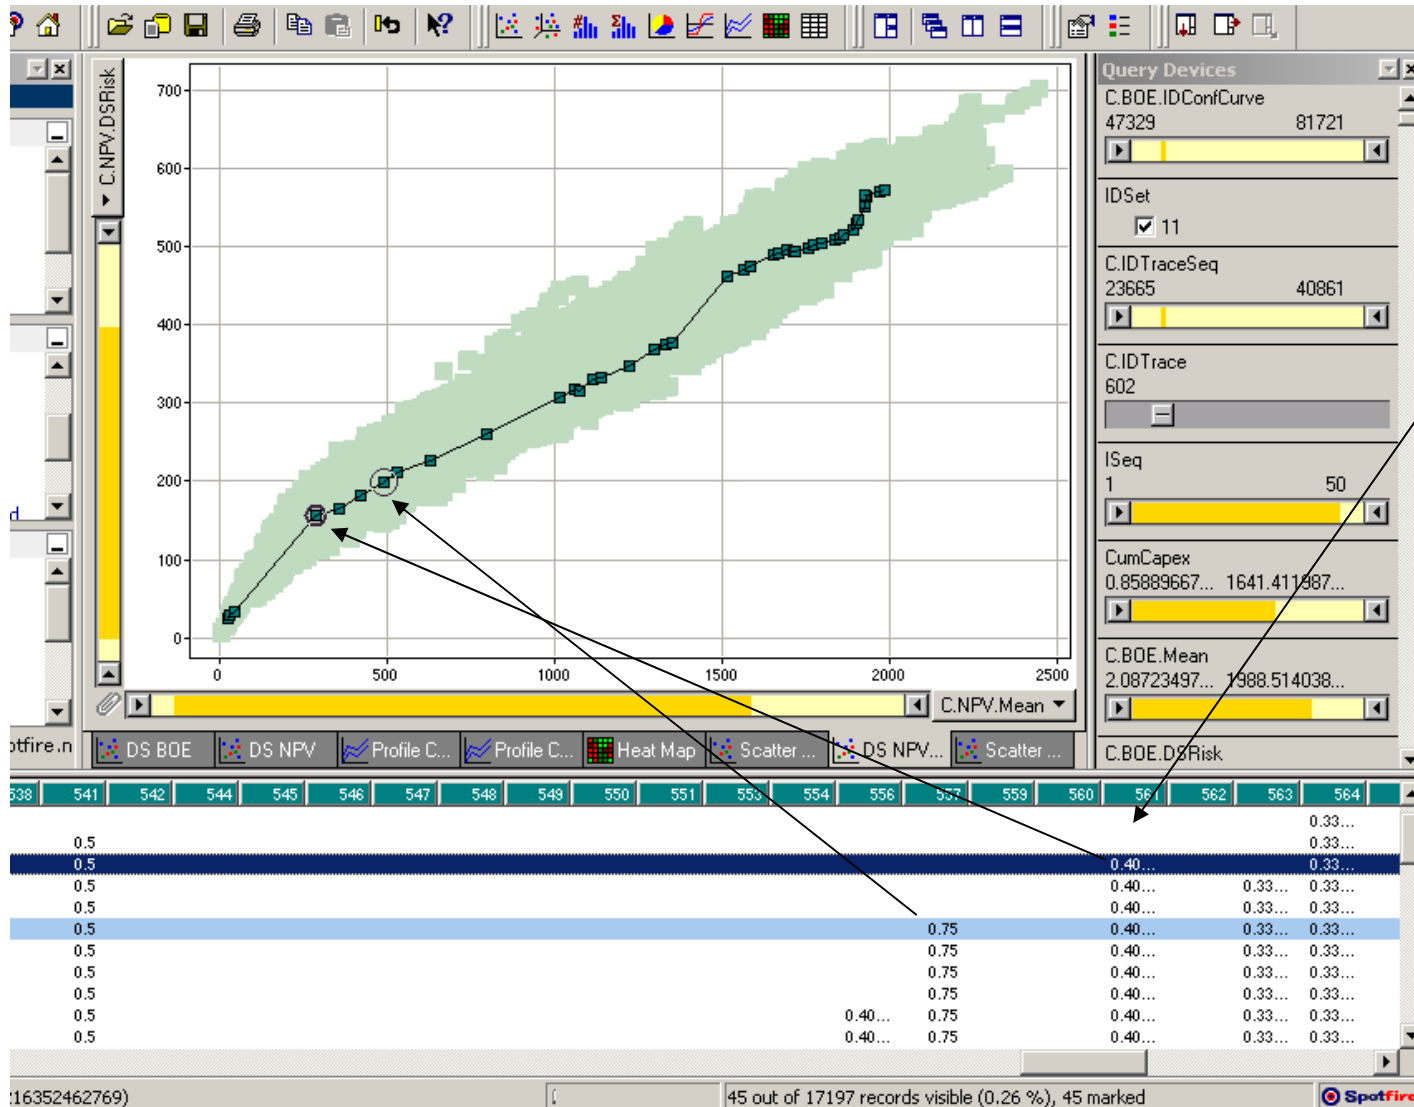 C.NPV.DSRisk
700
600
500
400
300
200
100
0
0 500 1000 1500 2000 2500
C.NPV.Mean
Query Devices
C.BOE.IDConfCurve
47329 81721
IDSet
11
C.IDTraceSeq
23665 40861
C.IDTrace
602
ISeq
1 50
CumCapex
0.85889667... 1641.411987...
C.BOE.Mean
2.08723497... 1988.514038...
C.BOE.DSRisk
d
otfire.n
DS BOE DS NPV Profile C... Profile C... Heat Map Scatter ... DS NPV... Scatter ...
538 541 542 544 545 546 547 548 549 550 551 553 554 556 557 559 560 561 562 563 564
0.33...
0.5 0.33...
0.5 0.40... 0.33...
0.5 0.40... 0.33... 0.33...
0.5 0.40... 0.33... 0.33...
0.5 0.75 0.40... 0.33... 0.33...
0.5 0.75 0.40... 0.33... 0.33...
0.5 0.75 0.40... 0.33... 0.33...
0.5 0.75 0.40... 0.33... 0.33...
0.5 0.40... 0.75 0.40... 0.33... 0.33...
0.5 0.40... 0.75 0.40... 0.33... 0.33...
:16352462769)
45 out of 17197 records visible (0.26 %), 45 marked
Spotfire